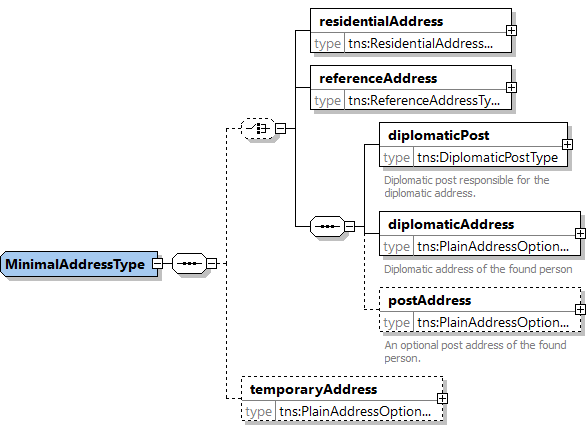 residentialAddress
type tns:ResidentialAddress...
referenceAddress
type tns:ReferenceAddressTy...
diplomaticPost
type tns:DiplomaticPostType
Diplomatic post responsible for the
diplomatic address.
MinimalAddressType
diplomaticAddress
type tns:PlainAddressOption...
Diplomatic address of the found person
postAddress
type tns:PlainAddressOption...
An optional post address of the found
person.
temporaryAddress
type tns:PlainAddressOption...